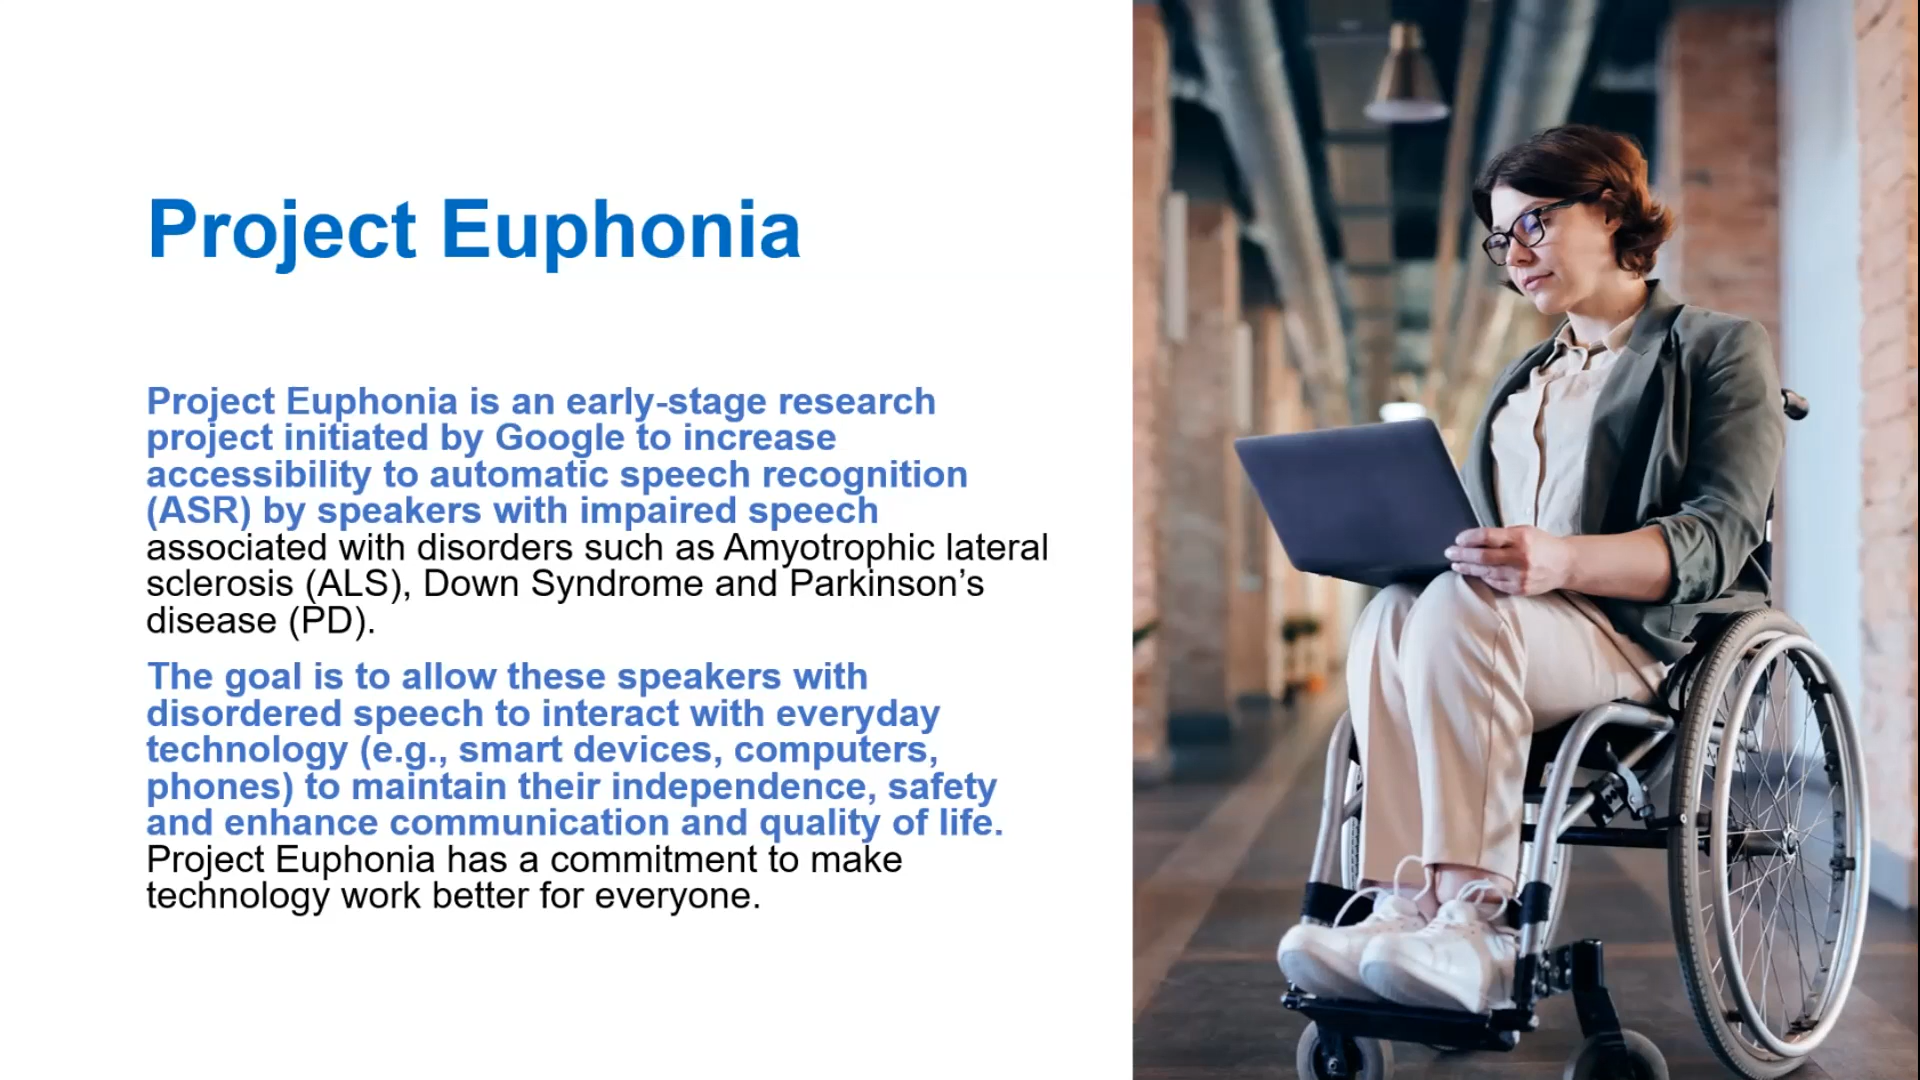 Project Euphonia
Project Euphonia is an early-stage research
project initiated by Google to increase
accessibility to automatic speech recognition
(ASR) by speakers with impaired speech
associated with disorders such as Amyotrophic lateral
sclerosis (ALS), Down Syndrome and Parkinson’s
disease (PD).
The goal is to allow these speakers with
disordered speech to interact with everyday
technology (e.g., smart devices, computers,
phones) to maintain their independence, safety
and enhance communication and quality of life.
Project Euphonia has a commitment to make
technology work better for everyone.